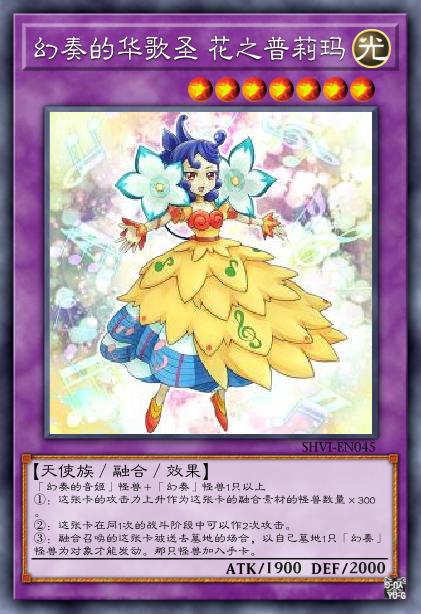 幻奏的华歌圣 花之普莉玛
光
SHVI-EN045
【天使族／融合／效果】
「幻奏的音姬」怪兽＋「幻奏」怪兽1只以上
①：这张卡的攻击力上升作为这张卡的融合素材的怪兽数量×300
。
②：这张卡在同1次的战斗阶段中可以作2次攻击。
③：融合召唤的这张卡被送去墓地的场合，以自己墓地1只「幻奏」
怪兽为对象才能发动。那只怪兽加入手卡。
ATK/1900 DEF/2000